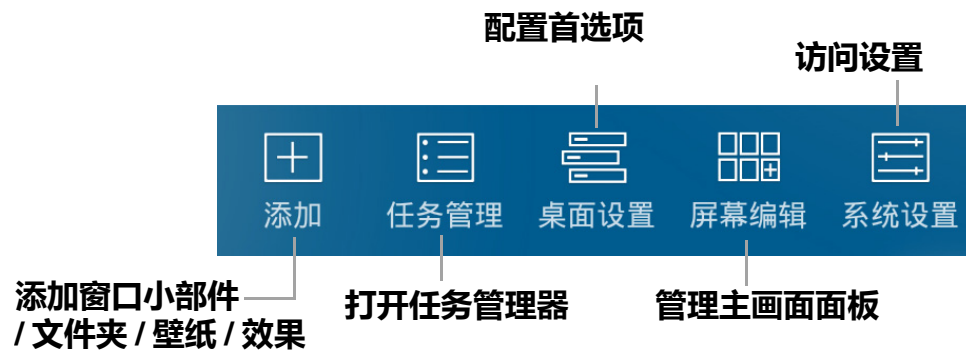 配置首选项
访问设置
添加
任务管理
桌面设置
屏幕编辑
系统设置
添加窗口小部件
/ 文件夹 / 壁纸 / 效果
打开任务管理器
管理主画面面板